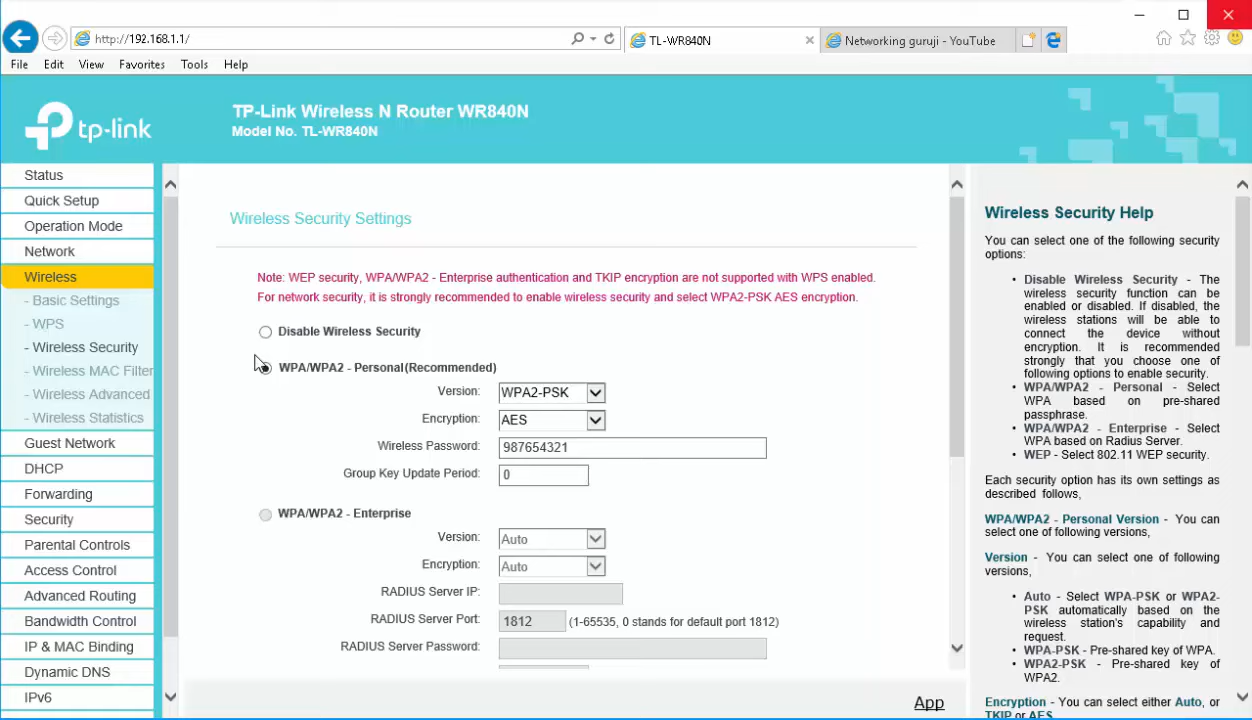 http://192.168.1.1/
TL-WR840N
Networking guruji - YouTube
File Edit View Favorites Tools Help
tp-link
TP-Link Wireless N Router WR840N
Model No. TL-WR840N
Status
Quick Setup
Operation Mode
Network
Wireless
- Basic Settings
- WPS
- Wireless Security
- Wireless MAC Filter
- Wireless Advanced
- Wireless Statistics
Guest Network
DHCP
Forwarding
Security
Parental Controls
Access Control
Advanced Routing
Bandwidth Control
IP & MAC Binding
Dynamic DNS
IPv6
Wireless Security Settings
Note: WEP security, WPA/WPA2 - Enterprise authentication and TKIP encryption are not supported with WPS enabled.
For network security, it is strongly recommended to enable wireless security and select WPA2-PSK AES encryption.
Disable Wireless Security
WPA/WPA2 - Personal(Recommended)
Version: WPA2-PSK
Encryption: AES
Wireless Password: 987654321
Group Key Update Period: 0
WPA/WPA2 - Enterprise
Version: Auto
Encryption: Auto
RADIUS Server IP:
RADIUS Server Port: 1812 (1-65535, 0 stands for default port 1812)
RADIUS Server Password:
App
Wireless Security Help
You can select one of the following security
options:
• Disable Wireless Security - The
wireless security function can be
enabled or disabled. If disabled, the
wireless stations will be able to
connect the device without
encryption. It is recommended
strongly that you choose one of
following options to enable security.
• WPA/WPA2 - Personal - Select
WPA based on pre-shared
passphrase.
• WPA/WPA2 - Enterprise - Select
WPA based on Radius Server.
• WEP - Select 802.11 WEP security.
Each security option has its own settings as
described follows,
WPA/WPA2 - Personal Version - You can
select one of following versions,
Version - You can select one of following
versions,
• Auto - Select WPA-PSK or WPA2-
PSK automatically based on the
wireless station's capability and
request.
• WPA-PSK - Pre-shared key of WPA.
• WPA2-PSK - Pre-shared key of
WPA2.
Encryption - You can select either Auto, or
TKIP or AES.